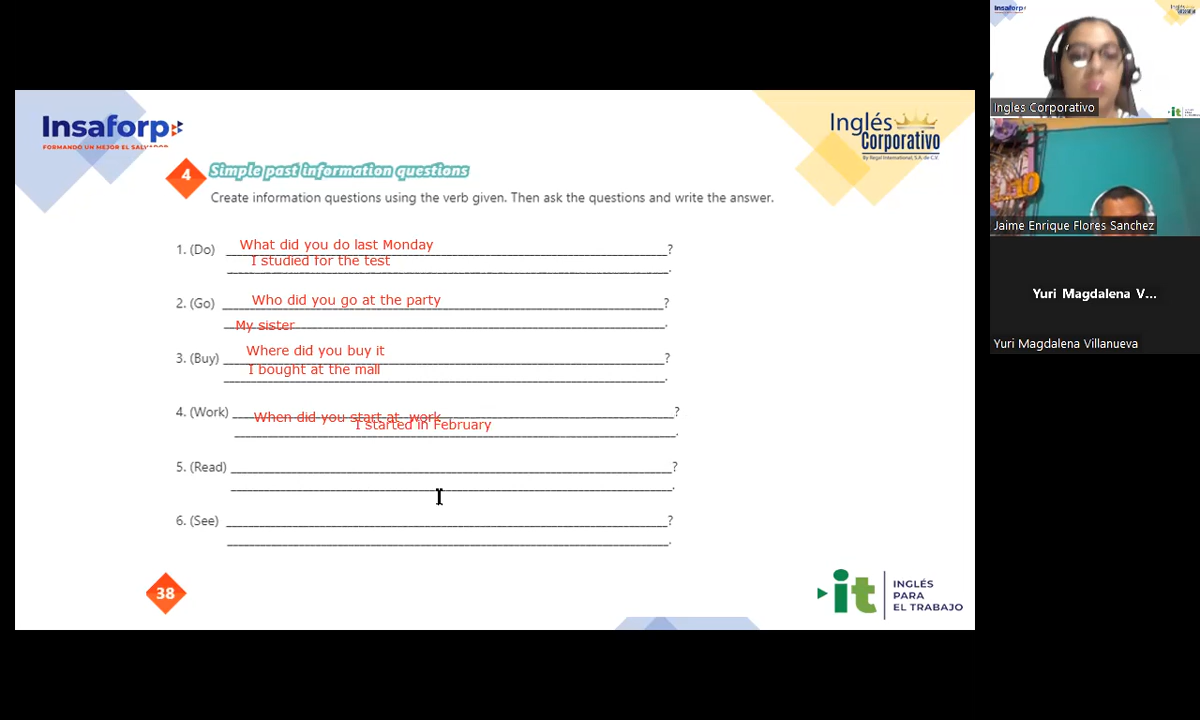 Insaforp
FORMANDO UN MEJOR EL SALVADOR
Inglés
Corporativo
By Regal International, S.A. de C.V.
4 Simple past information questions
Create information questions using the verb given. Then ask the questions and write the answer.
1. (Do) What did you do last Monday ?
I studied for the test .
2. (Go) Who did you go at the party ?
My sister .
3. (Buy) Where did you buy it ?
I bought at the mall .
4. (Work) When did you start at work ?
I started in February .
5. (Read) ?
.
6. (See) ?
.
38
it
INGLÉS
PARA
EL TRABAJO
Insaforp
Ingles Corporativo
it
Jaime Enrique Flores Sanchez
Yuri Magdalena V...
Yuri Magdalena Villanueva